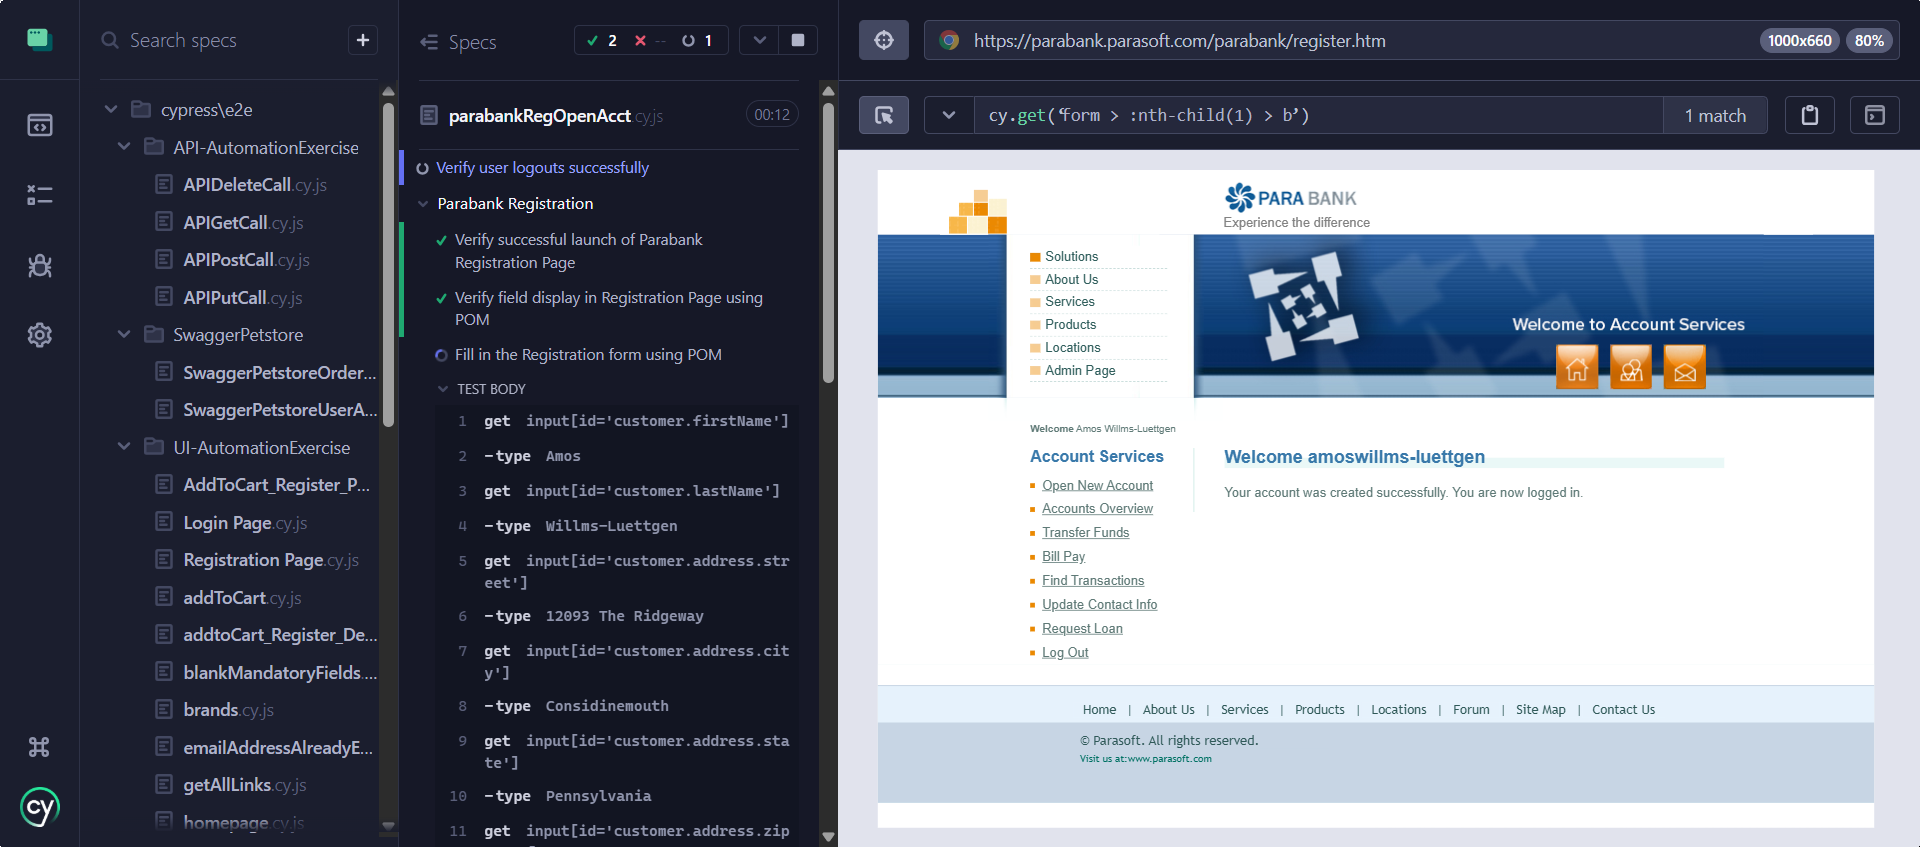 Search specs
+
cypress\e2e
API-AutomationExercise
APIDeleteCall.cy.js
APIGetCall.cy.js
APIPostCall.cy.js
APIPutCall.cy.js
SwaggerPetstore
SwaggerPetstoreOrder...
SwaggerPetstoreUserA...
UI-AutomationExercise
AddToCart_Register_P...
Login Page.cy.js
Registration Page.cy.js
addToCart.cy.js
addtoCart_Register_De...
blankMandatoryFields....
brands.cy.js
emailAddressAlreadyE...
getAllLinks.cy.js
homepage.cy.js
cy
Specs
2 -- 1
parabankRegOpenAcct.cy.js 00:12
Verify user logouts successfully
Parabank Registration
Verify successful launch of Parabank
Registration Page
Verify field display in Registration Page using
POM
Fill in the Registration form using POM
TEST BODY
1 get input[id='customer.firstName']
2 -type Amos
3 get input[id='customer.lastName']
4 -type Willms-Luettgen
5 get input[id='customer.address.str
eet']
6 -type 12093 The Ridgeway
7 get input[id='customer.address.cit
y']
8 -type Considinemouth
9 get input[id='customer.address.sta
te']
10 -type Pennsylvania
11 get input[id='customer.address.zip
https://parabank.parasoft.com/parabank/register.htm 1000x660 80%
cy.get(‘form > :nth-child(1) > b’) 1 match
PARA BANK
Experience the difference
Solutions
About Us
Services
Products
Locations
Admin Page
Welcome to Account Services
Welcome Amos Willms-Luettgen
Account Services
Open New Account
Accounts Overview
Transfer Funds
Bill Pay
Find Transactions
Update Contact Info
Request Loan
Log Out
Welcome amoswillms-luettgen
Your account was created successfully. You are now logged in.
Home | About Us | Services | Products | Locations | Forum | Site Map | Contact Us
© Parasoft. All rights reserved.
Visit us at:www.parasoft.com